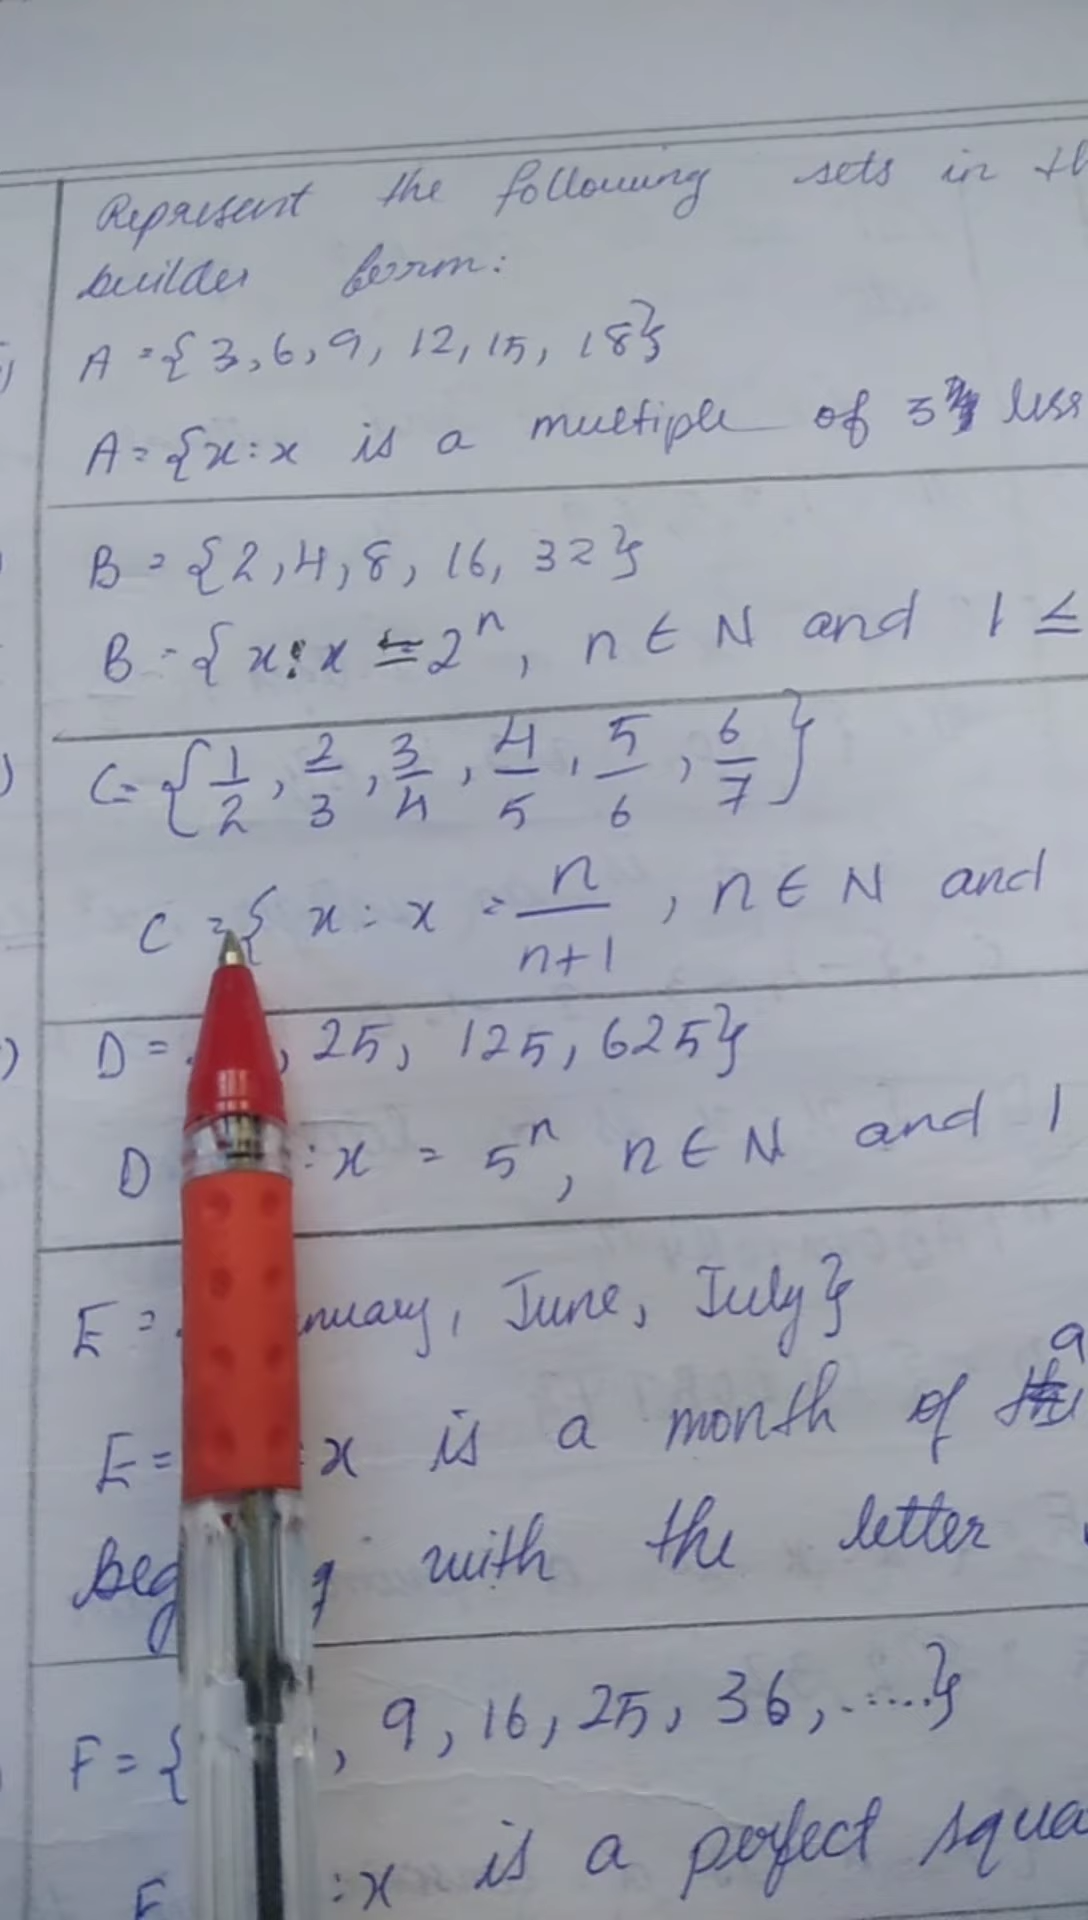 Represent the following sets in th
builder form:
A = {3, 6, 9, 12, 15, 18}
A = {x : x is a multiple of 3 less
B = {2, 4, 8, 16, 32}
B = {x : x = 2ⁿ, n ∈ N and 1 ≤
C = {1/2, 2/3, 3/4, 4/5, 5/6, 6/7}
C = { x : x = n/n+1, n ∈ N and
D = , 25, 125, 625}
D : x = 5ⁿ, n ∈ N and 1
E = nuary, June, July}
E = : x is a month of a
beg g with the letter
F = { , 9, 16, 25, 36, .....}
F : x is a perfect squa